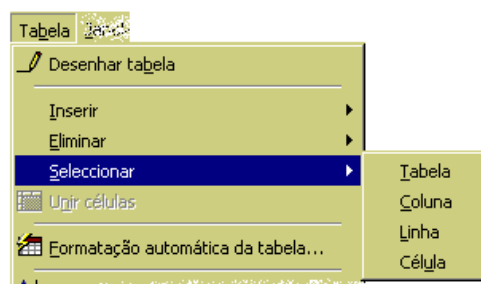 Tabela
Desenhar tabela
Inserir
Eliminar
Seleccionar
Tabela
Unir células
Coluna
Linha
Formatação automática da tabela...
Célula